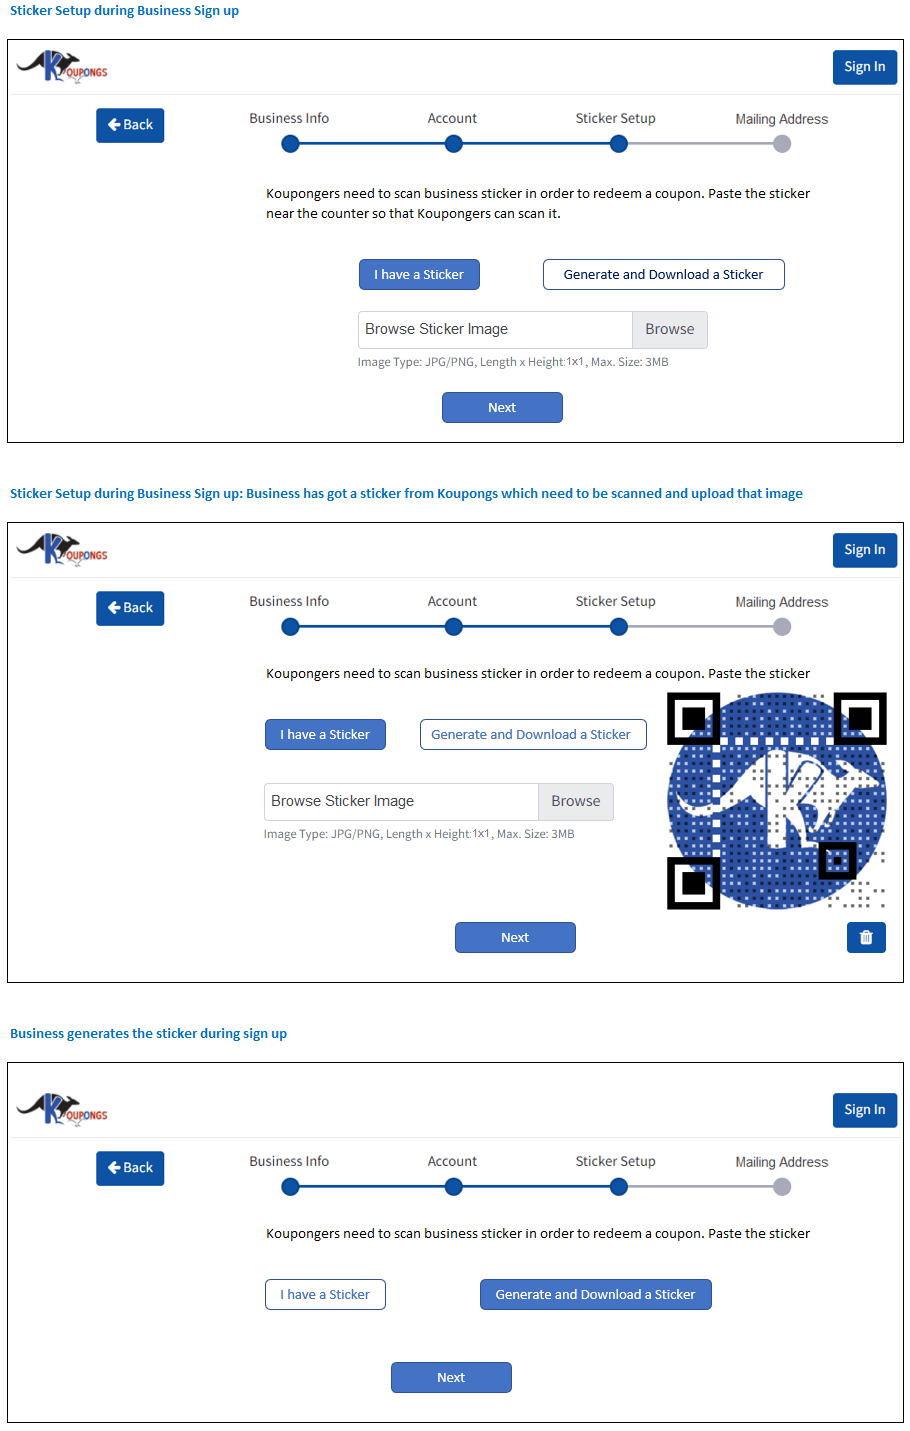 Sticker Setup during Business Sign up
KOUPONGS
Sign In
Back
Business Info
Account
Sticker Setup
Mailing Address
Koupongers need to scan business sticker in order to redeem a coupon. Paste the sticker
near the counter so that Koupongers can scan it.
I have a Sticker
Generate and Download a Sticker
Browse Sticker Image
Browse
Image Type: JPG/PNG, Length x Height:1x1, Max. Size: 3MB
Next
Sticker Setup during Business Sign up: Business has got a sticker from Koupongs which need to be scanned and upload that image
KOUPONGS
Sign In
Back
Business Info
Account
Sticker Setup
Mailing Address
Koupongers need to scan business sticker in order to redeem a coupon. Paste the sticker
I have a Sticker
Generate and Download a Sticker
K
Browse Sticker Image
Browse
Image Type: JPG/PNG, Length x Height:1x1, Max. Size: 3MB
Next
Business generates the sticker during sign up
KOUPONGS
Sign In
Back
Business Info
Account
Sticker Setup
Mailing Address
Koupongers need to scan business sticker in order to redeem a coupon. Paste the sticker
I have a Sticker
Generate and Download a Sticker
Next